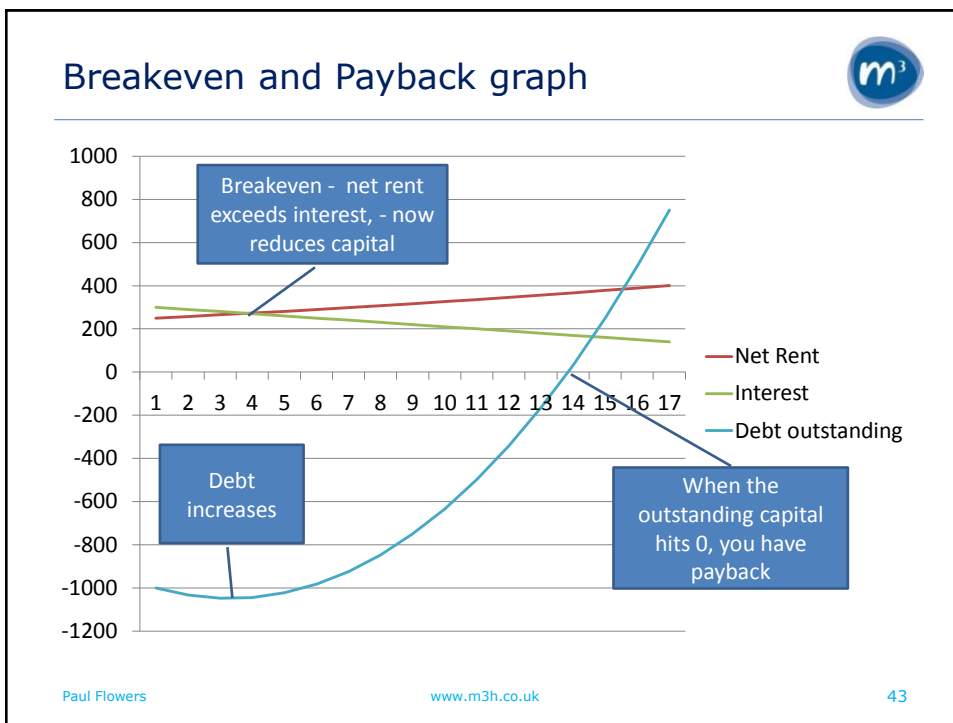 Breakeven and Payback graph
m³
1000
800
600
400
200
0
-200
-400
-600
-800
-1000
-1200
Breakeven - net rent
exceeds interest, - now
reduces capital
1 2 3 4 5 6 7 8 9 10 11 12 13 14 15 16 17
Net Rent
Interest
Debt outstanding
Debt
increases
When the
outstanding capital
hits 0, you have
payback
Paul Flowers www.m3h.co.uk 43